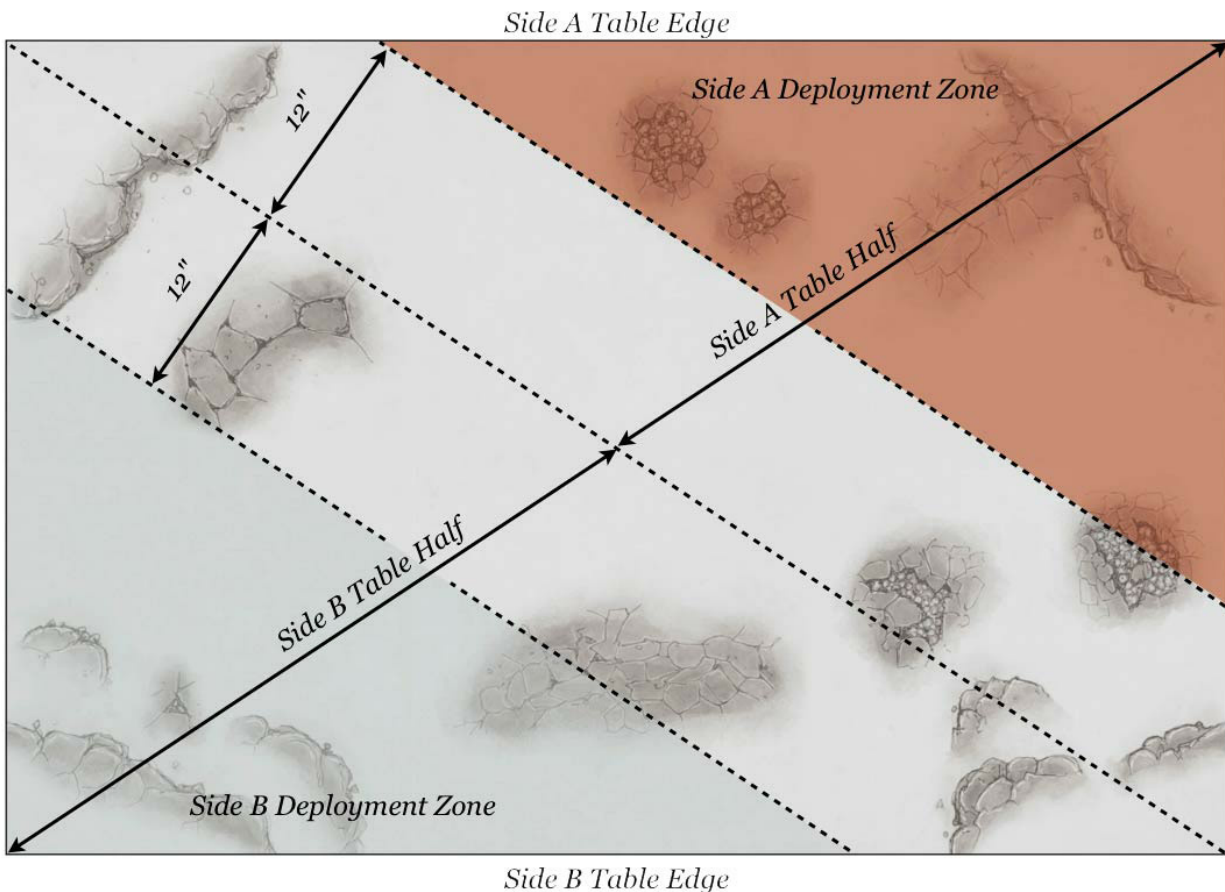 Side A Table Edge
Side A Deployment Zone
12"
12"
Side A Table Half
Side B Table Half
Side B Deployment Zone
Side B Table Edge